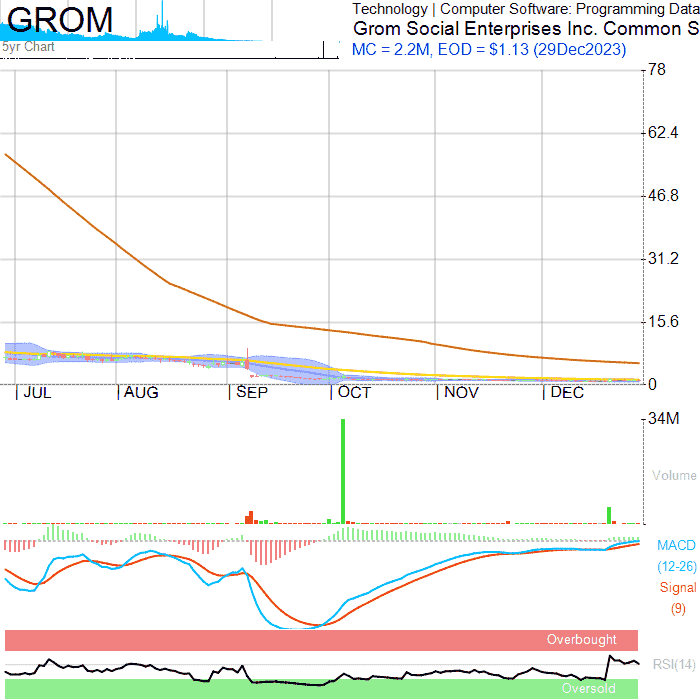 GROM
Technology | Computer Software: Programming Data
Grom Social Enterprises Inc. Common S
5yr Chart
MC = 2.2M, EOD = $1.13 (29Dec2023)
78
62.4
46.8
31.2
15.6
0
JUL AUG SEP OCT NOV DEC
34M
Volume
MACD
(12-26)
Signal
(9)
Overbought
RSI(14)
Oversold